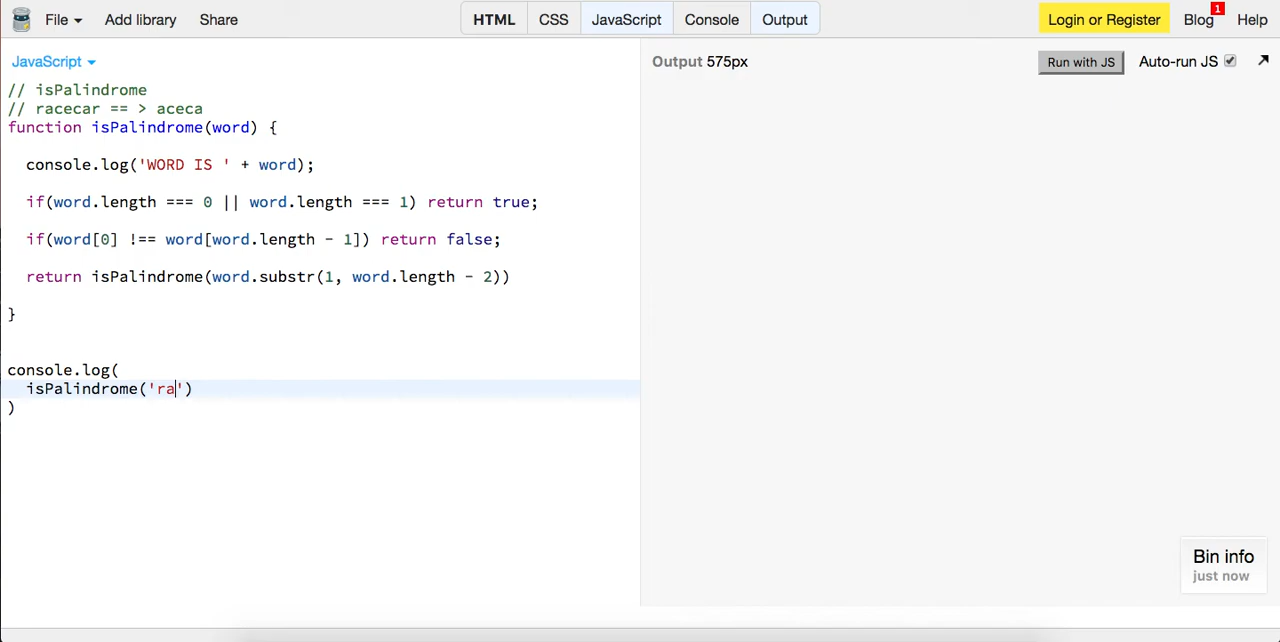 File Add library Share HTML CSS JavaScript Console Output Login or Register Blog 1 Help
JavaScript
Output 575px Run with JS Auto-run JS
// isPalindrome
// racecar == > aceca
function isPalindrome(word) {
console.log('WORD IS ' + word);
if(word.length === 0 || word.length === 1) return true;
if(word[0] !== word[word.length - 1]) return false;
return isPalindrome(word.substr(1, word.length - 2))
}
console.log(
isPalindrome('ra')
)
Bin info
just now